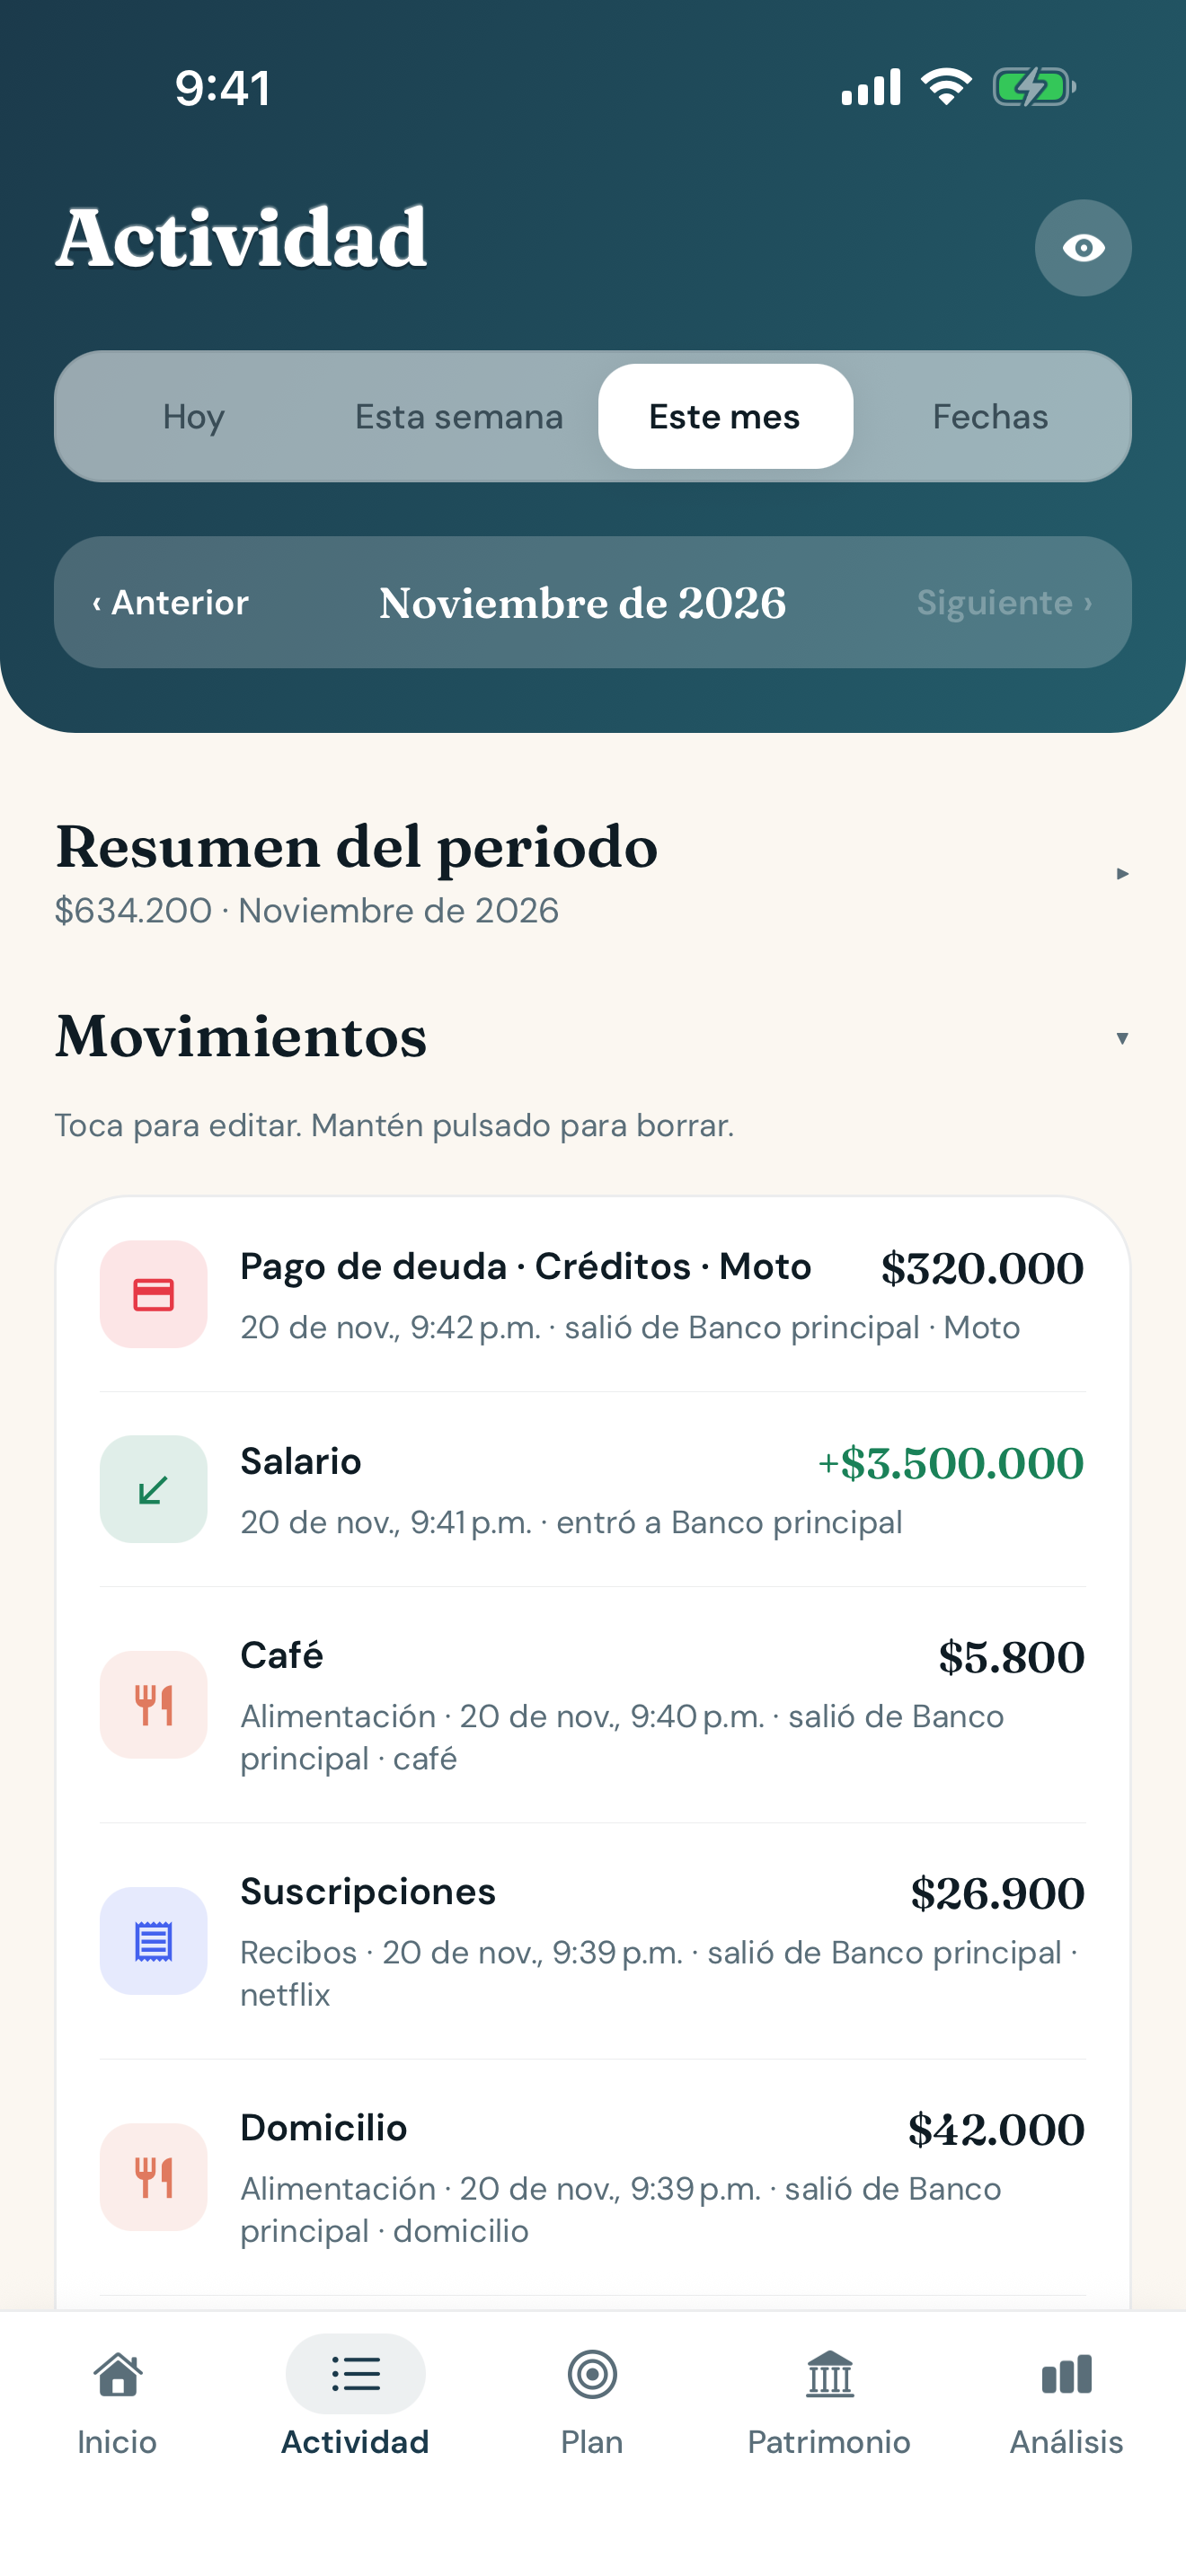 9:41
Actividad
Hoy
Esta semana
Este mes
Fechas
‹ Anterior
Noviembre de 2026
Siguiente ›
Resumen del periodo
$634.200 · Noviembre de 2026
Movimientos
Toca para editar. Mantén pulsado para borrar.
Pago de deuda · Créditos · Moto
$320.000
20 de nov., 9:42 p.m. · salió de Banco principal · Moto
Salario
+$3.500.000
20 de nov., 9:41 p.m. · entró a Banco principal
Café
$5.800
Alimentación · 20 de nov., 9:40 p.m. · salió de Banco
principal · café
Suscripciones
$26.900
Recibos · 20 de nov., 9:39 p.m. · salió de Banco principal ·
netflix
Domicilio
$42.000
Alimentación · 20 de nov., 9:39 p.m. · salió de Banco
principal · domicilio
Inicio
Actividad
Plan
Patrimonio
Análisis